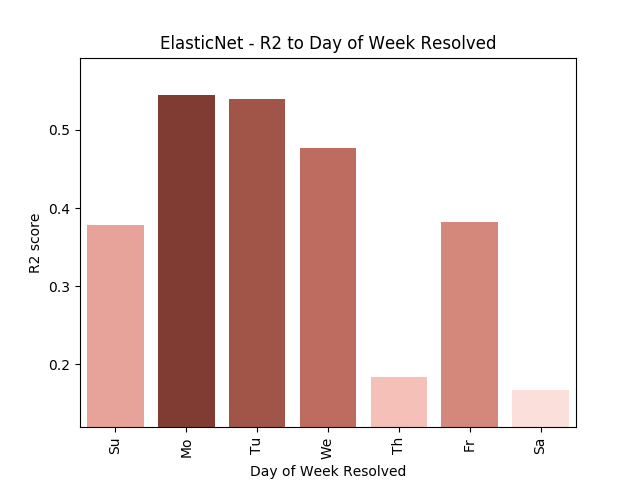 ElasticNet - R2 to Day of Week Resolved
R2 score
0.5
0.4
0.3
0.2
Su
Mo
Tu
We
Th
Fr
Sa
Day of Week Resolved